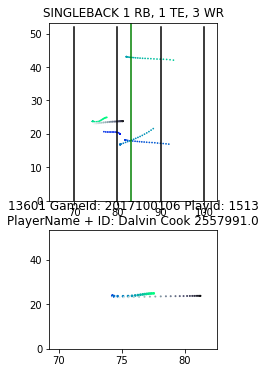 SINGLEBACK 1 RB, 1 TE, 3 WR
50
40
30
20
10
0
70 80 90 100
13601 GameId: 2017100106 PlayId: 1513
PlayerName + ID: Dalvin Cook 2557991.0
40
20
0
70 75 80